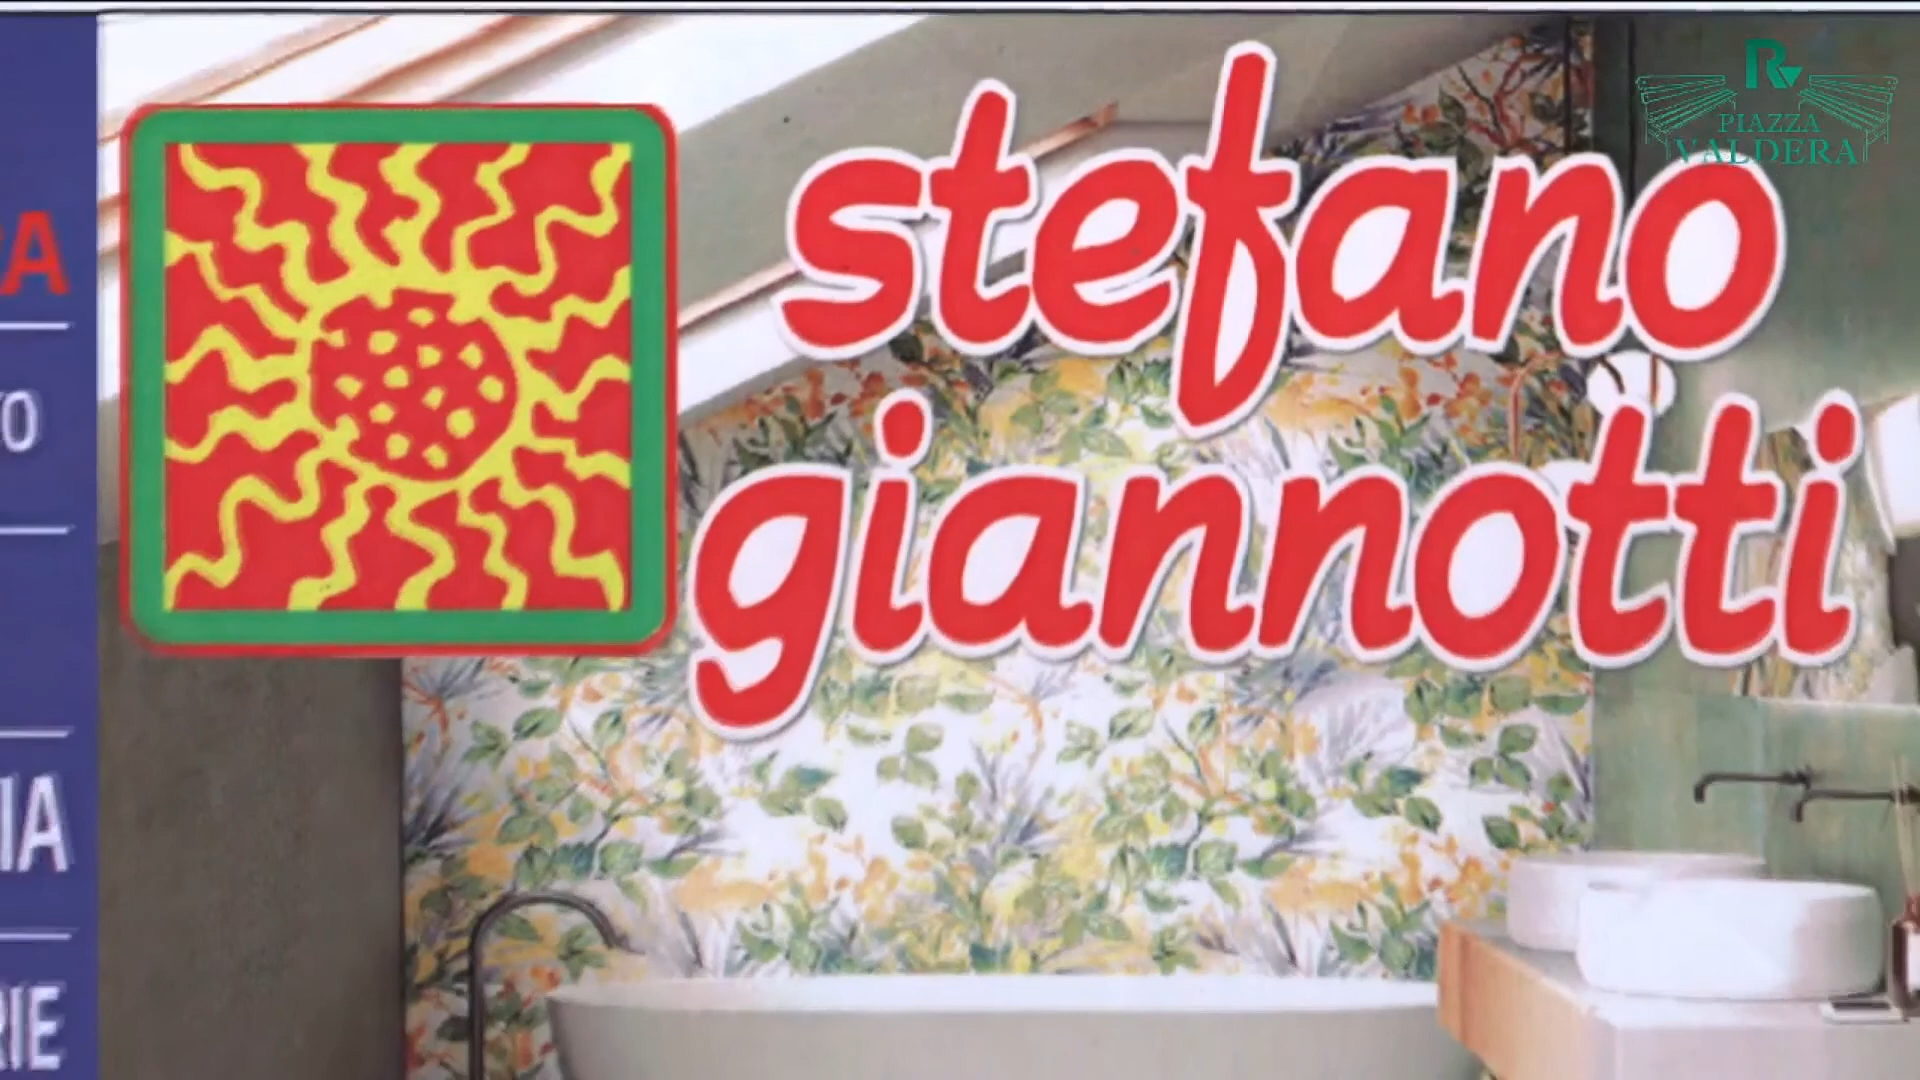 stefano
giannotti
R
PIAZZA
VALDERA
IA
RIE